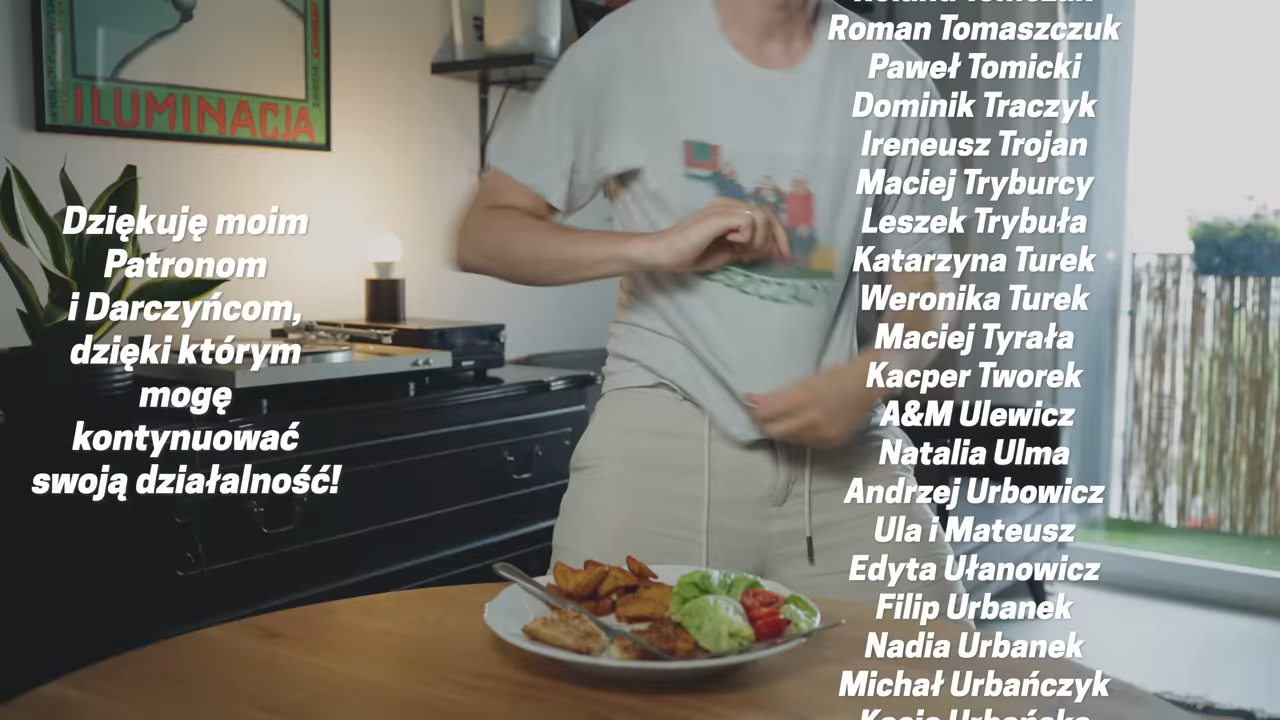 ILUMINACJA
Dziękuję moim
Patronom
i Darczyńcom,
dzięki którym
mogę
kontynuować
swoją działalność!
Roman Tomaszczuk
Paweł Tomicki
Dominik Traczyk
Ireneusz Trojan
Maciej Tryburcy
Leszek Trybuła
Katarzyna Turek
Weronika Turek
Maciej Tyrała
Kacper Tworek
A&M Ulewicz
Natalia Ulma
Andrzej Urbowicz
Ula i Mateusz
Edyta Ułanowicz
Filip Urbanek
Nadia Urbanek
Michał Urbańczyk